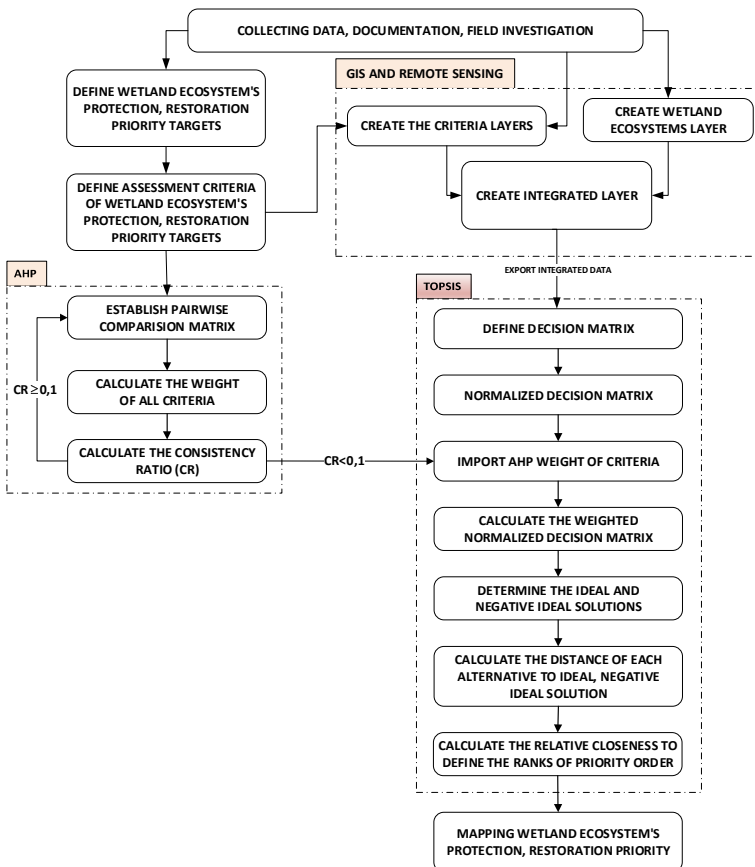 COLLECTING DATA, DOCUMENTATION, FIELD INVESTIGATION
GIS AND REMOTE SENSING
DEFINE WETLAND ECOSYSTEM'S
PROTECTION, RESTORATION
PRIORITY TARGETS
CREATE THE CRITERIA LAYERS
CREATE WETLAND
ECOSYSTEMS LAYER
DEFINE ASSESSMENT CRITERIA
OF WETLAND ECOSYSTEM'S
PROTECTION, RESTORATION
PRIORITY TARGETS
CREATE INTEGRATED LAYER
EXPORT INTEGRATED DATA
AHP
TOPSIS
ESTABLISH PAIRWISE
COMPARISION MATRIX
CR≥0,1
CALCULATE THE WEIGHT
OF ALL CRITERIA
CALCULATE THE CONSISTENCY
RATIO (CR)
CR<0,1
DEFINE DECISION MATRIX
NORMALIZED DECISION MATRIX
IMPORT AHP WEIGHT OF CRITERIA
CALCULATE THE WEIGHTED
NORMALIZED DECISION MATRIX
DETERMINE THE IDEAL AND
NEGATIVE IDEAL SOLUTIONS
CALCULATE THE DISTANCE OF EACH
ALTERNATIVE TO IDEAL, NEGATIVE
IDEAL SOLUTION
CALCULATE THE RELATIVE CLOSENESS TO
DEFINE THE RANKS OF PRIORITY ORDER
MAPPING WETLAND ECOSYSTEM'S
PROTECTION, RESTORATION PRIORITY